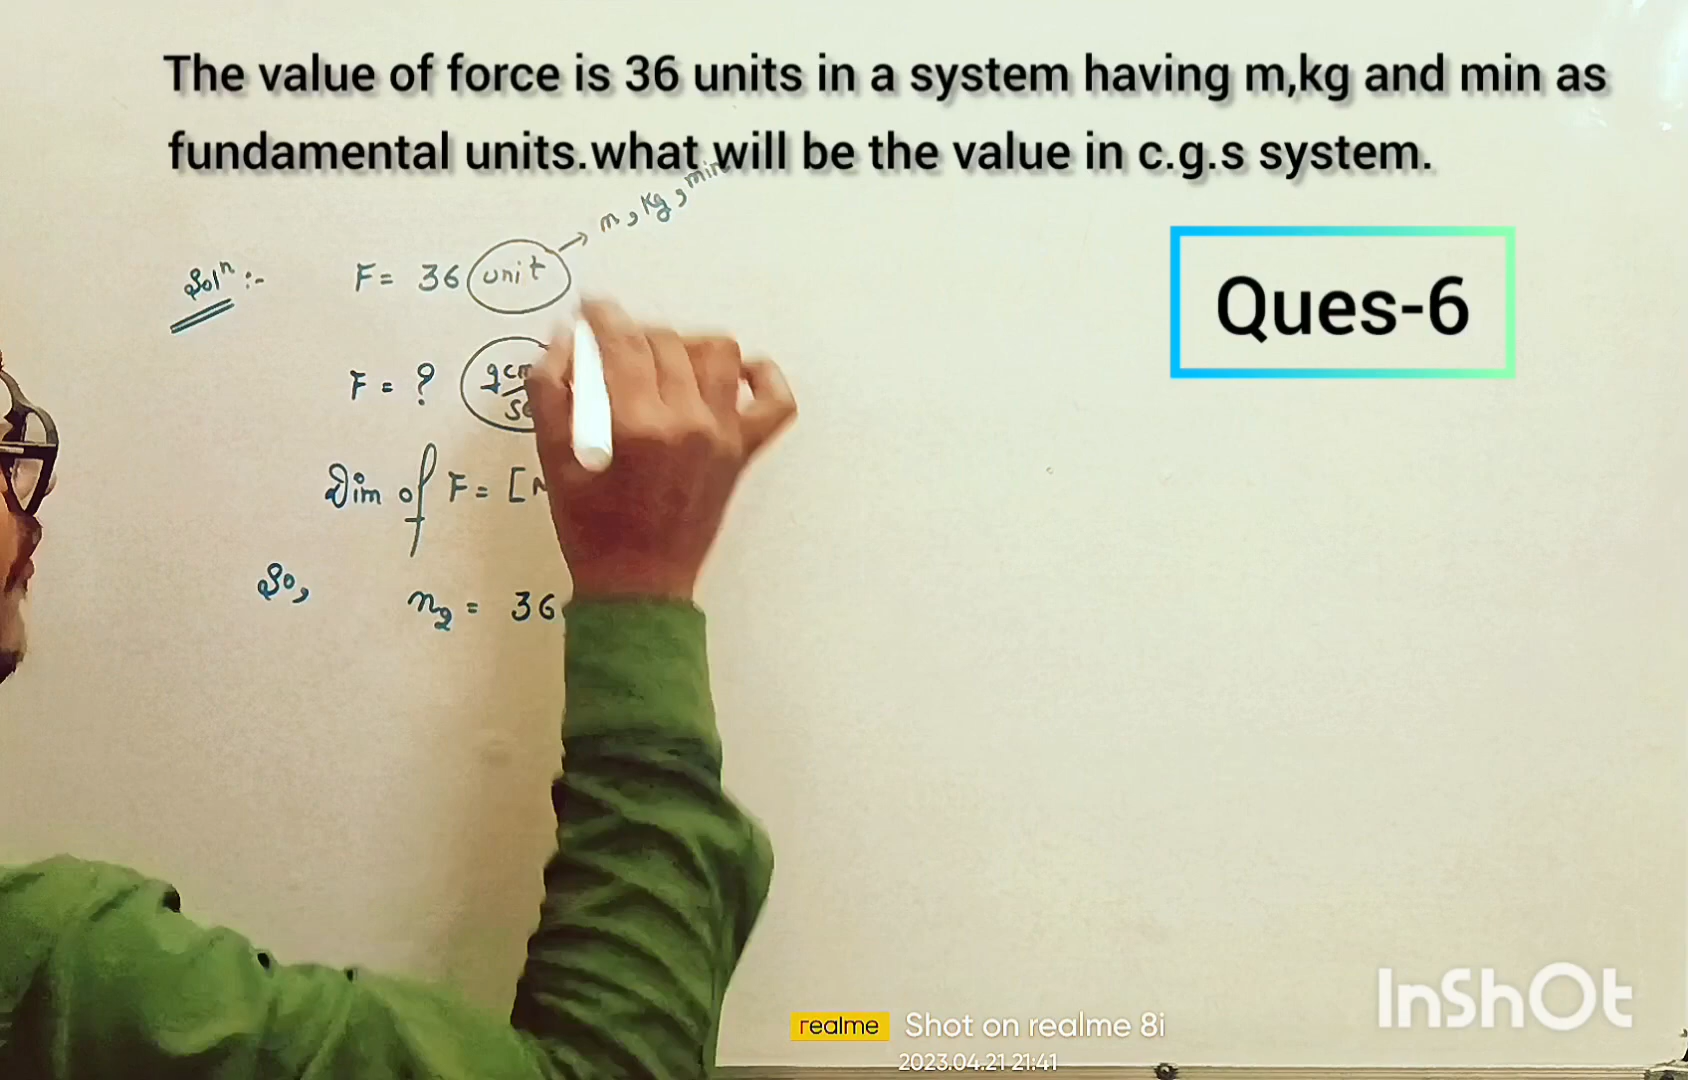 The value of force is 36 units in a system having m,kg and min as
fundamental units.what will be the value in c.g.s system.
m, kg, min
Solⁿ :- F = 36 unit →
Ques-6
F = ? gcm
Dim of F = [
So, n₂ = 36
InShOt
realme Shot on realme 8i
2023.04.21 21:41